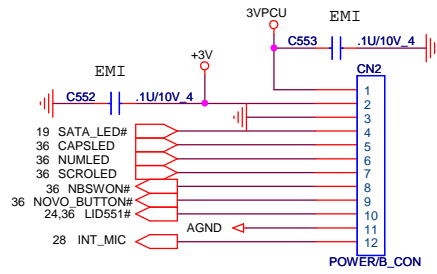 3VPCU
EMI
C553
.1U/10V_4
+3V
EMI
C552
.1U/10V_4
CN2
1
2
3
19 SATA_LED#
4
36 CAPSLED
5
36 NUMLED
6
36 SCROLED
7
36 NBSWON#
8
36 NOVO_BUTTON#
9
24,36 LID551#
10
AGND
11
28 INT_MIC
12
POWER/B_CON